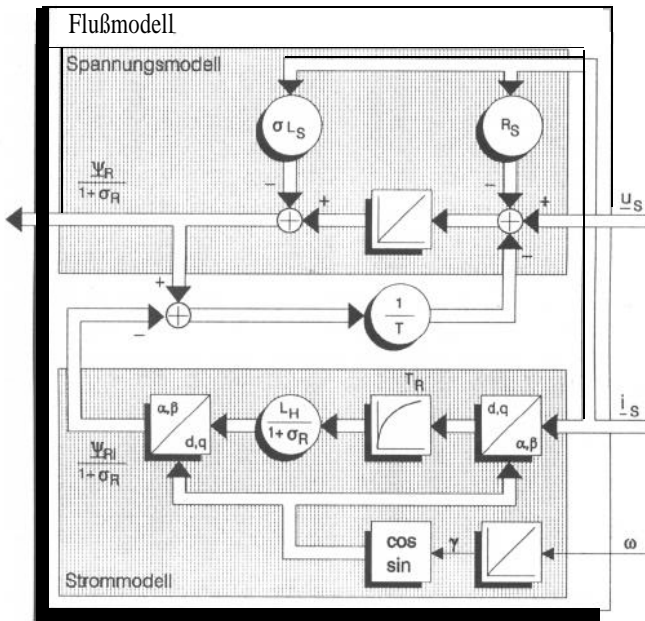 Flußmodell
Spannungsmodell
σ L_S
R_S
Ψ_R
1+ σ_R
−
−
+
+
u_S
−
+
−
1
T
T_R
α,β
d,q
L_H
1+ σ_R
d,q
α,β
i_S
Ψ_RI
1+ σ_R
cos
sin
γ
ω
Strommodell